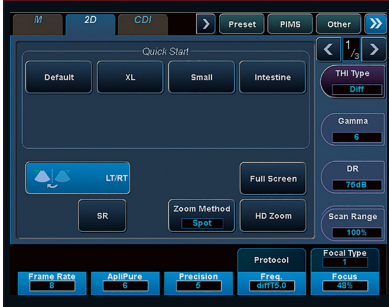 M 2D CDI Preset PIMS Other
Quick Start
1/3
Default XL Small Intestine
THI Type
Diff
Gamma
6
LT/RT
Full Screen
DR
75dB
SR
Zoom Method
Spot
HD Zoom
Scan Range
100%
Protocol
Focal Type
1
Frame Rate
8
ApliPure
6
Precision
5
Freq.
diffT5.0
Focus
48%